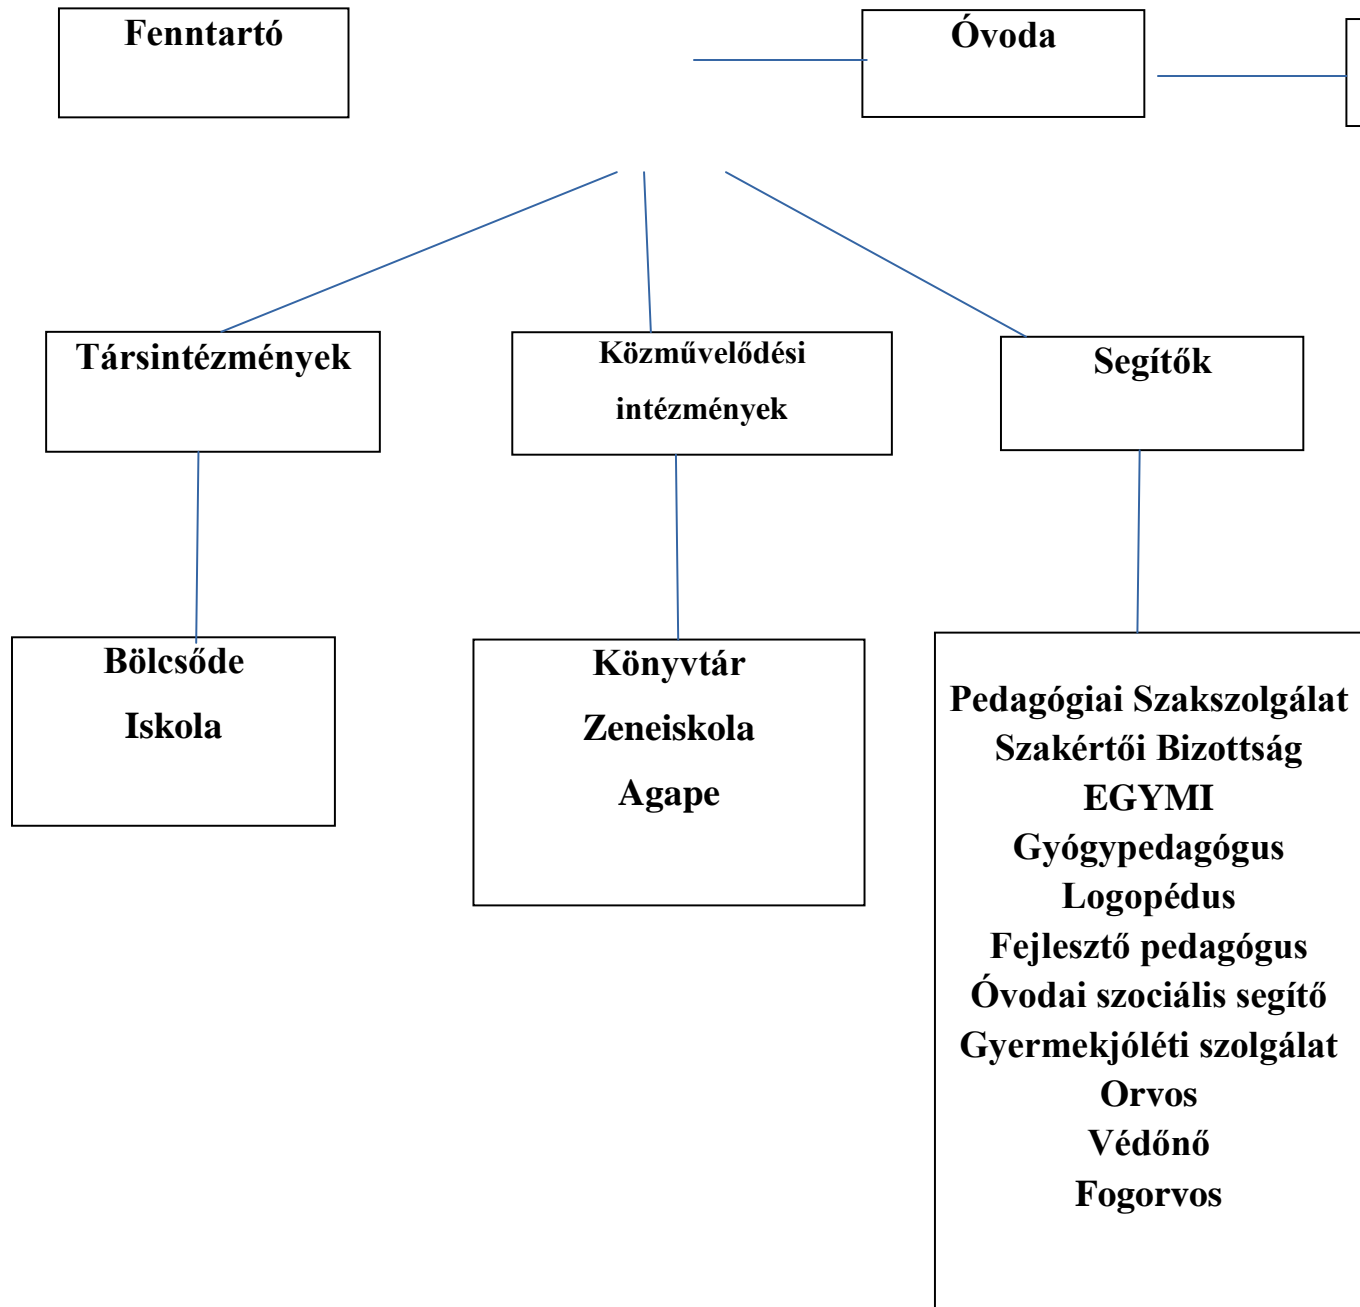 Fenntartó
Óvoda
Társintézmények
Közművelődési
intézmények
Segítők
Bölcsőde
Iskola
Könyvtár
Zeneiskola
Agape
Pedagógiai Szakszolgálat
Szakértői Bizottság
EGYMI
Gyógypedagógus
Logopédus
Fejlesztő pedagógus
Óvodai szociális segítő
Gyermekjóléti szolgálat
Orvos
Védőnő
Fogorvos